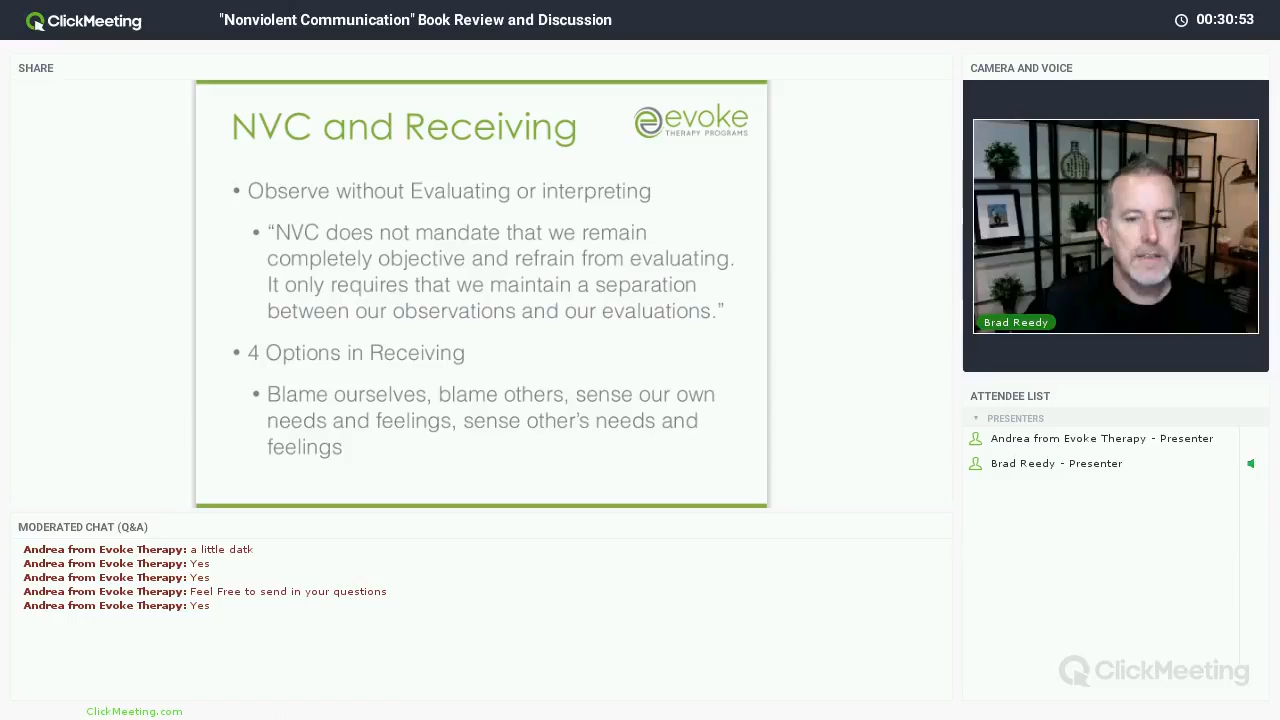 ClickMeeting
"Nonviolent Communication" Book Review and Discussion
00:30:53
SHARE
NVC and Receiving
evoke
THERAPY PROGRAMS
• Observe without Evaluating or interpreting
• “NVC does not mandate that we remain
completely objective and refrain from evaluating.
It only requires that we maintain a separation
between our observations and our evaluations.”
• 4 Options in Receiving
• Blame ourselves, blame others, sense our own
needs and feelings, sense other’s needs and
feelings
CAMERA AND VOICE
Brad Reedy
ATTENDEE LIST
PRESENTERS
Andrea from Evoke Therapy - Presenter
Brad Reedy - Presenter
MODERATED CHAT (Q&A)
Andrea from Evoke Therapy: a little datk
Andrea from Evoke Therapy: Yes
Andrea from Evoke Therapy: Yes
Andrea from Evoke Therapy: Feel Free to send in your questions
Andrea from Evoke Therapy: Yes
ClickMeeting
ClickMeeting.com